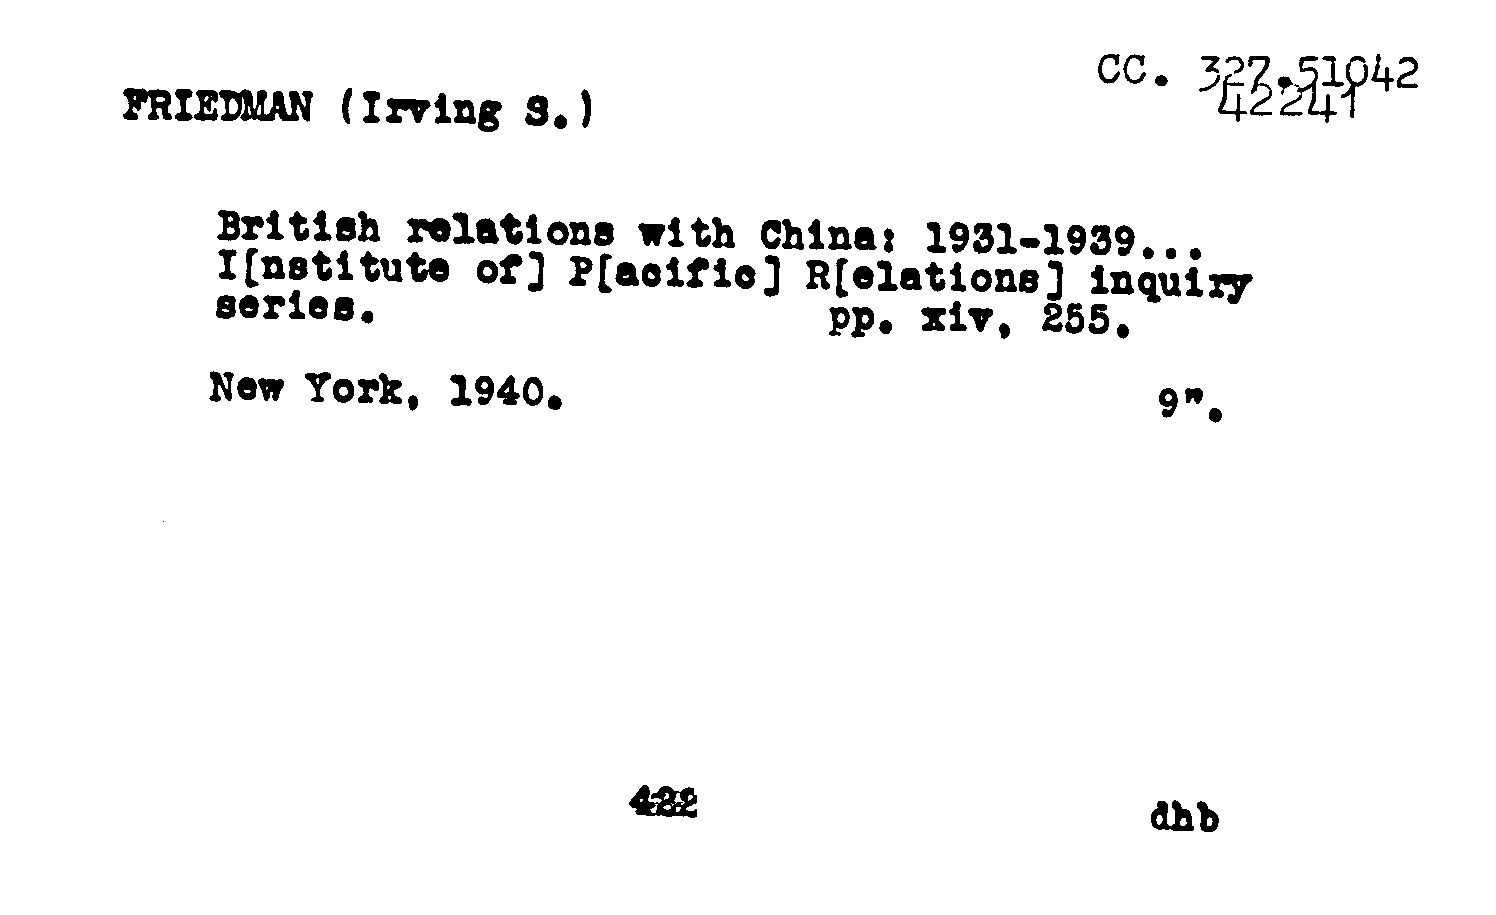 CC. 327.51042
42241
FRIEDMAN (Irving S.)
British relations with China: 1931-1939...
I[nstitute of] P[acific] R[elations] inquiry
series. pp. xiv, 255.
New York, 1940. 9".
422 dhb